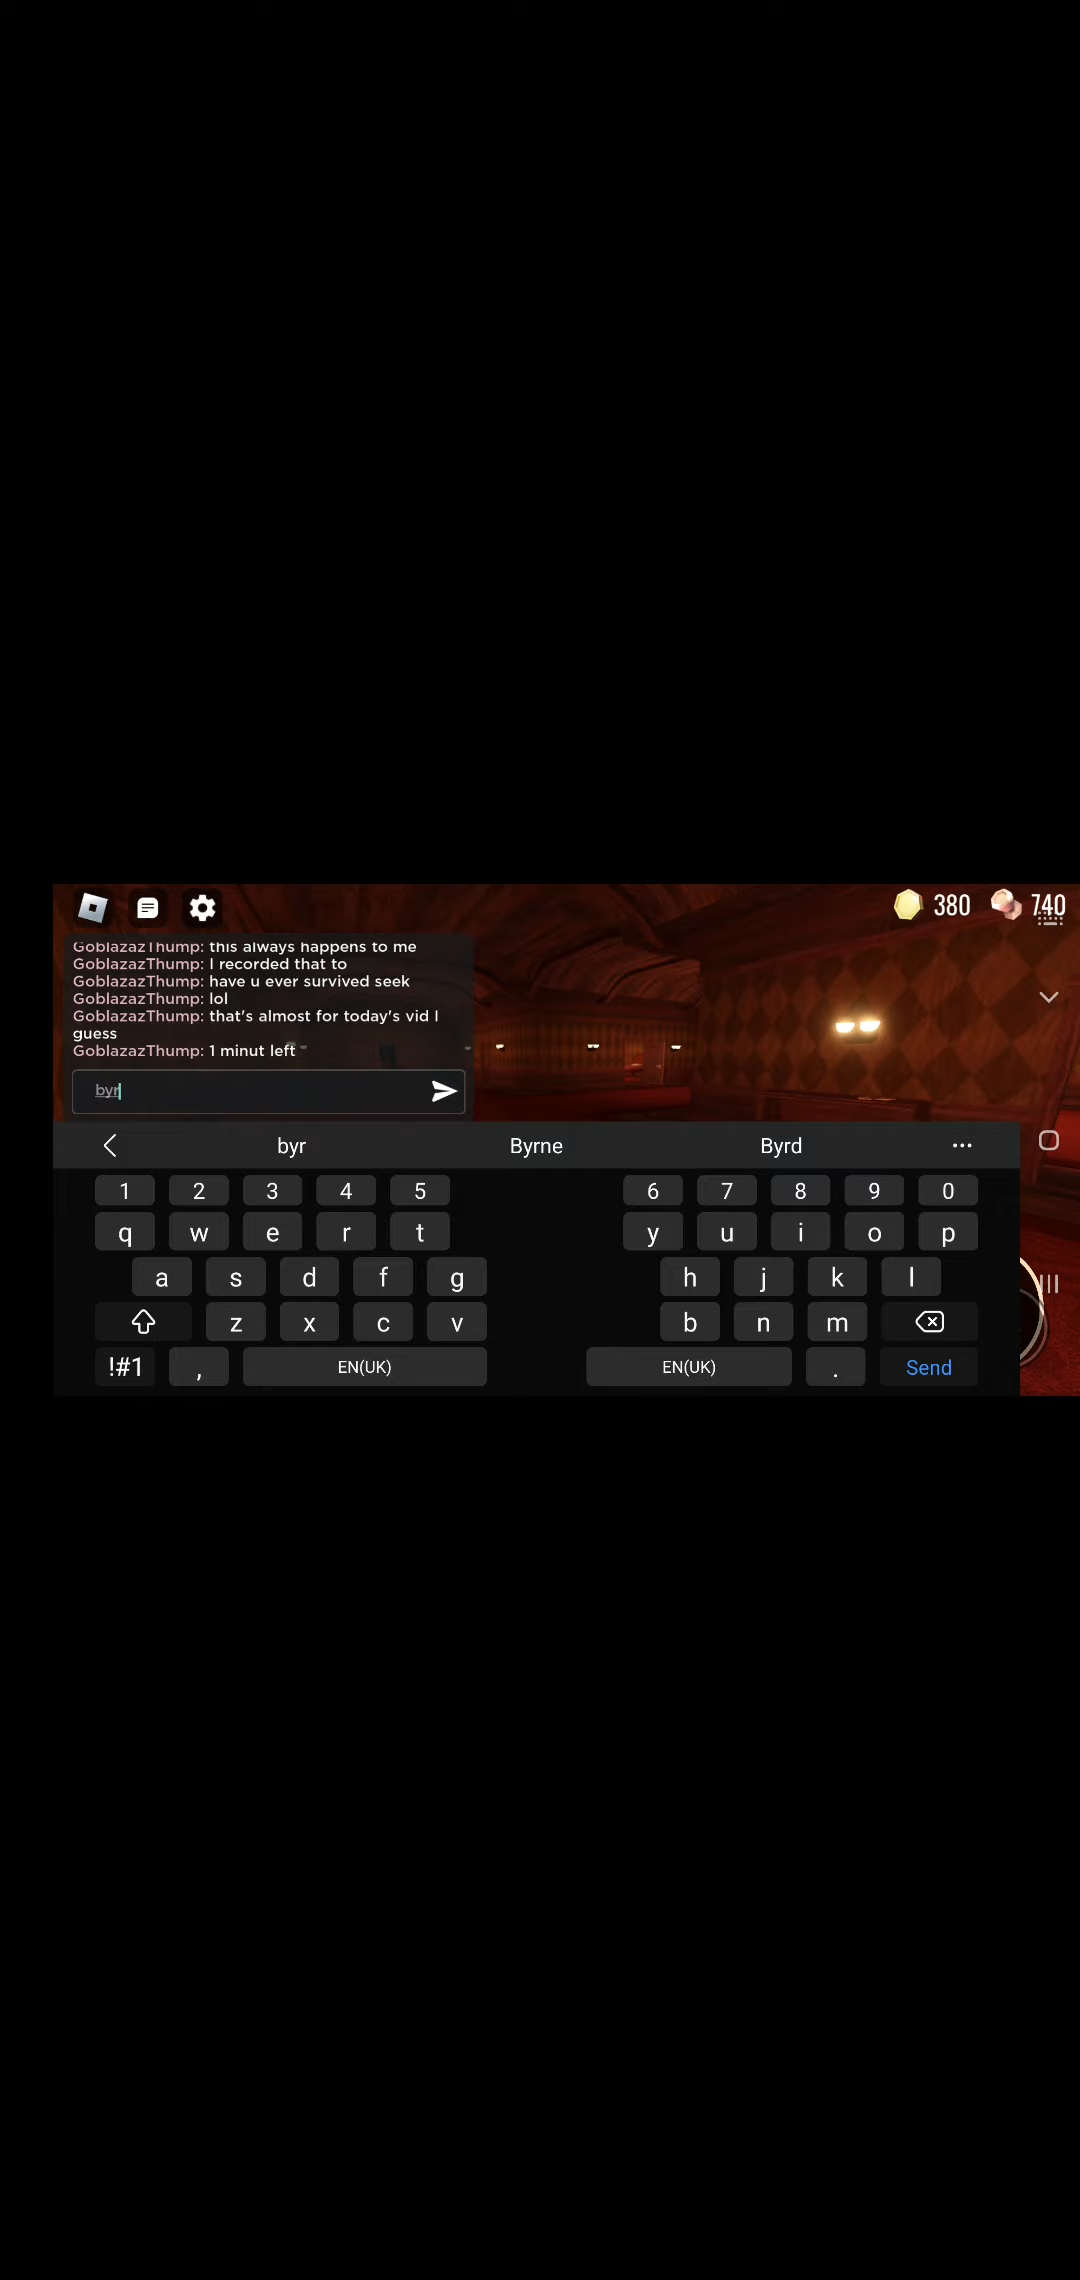 380 740
GoblazazThump: this always happens to me
GoblazazThump: I recorded that to
GoblazazThump: have u ever survived seek
GoblazazThump: lol
GoblazazThump: that's almost for today's vid I
guess
GoblazazThump: 1 minut left
byr
byr Byrne Byrd
1 2 3 4 5 6 7 8 9 0
q w e r t y u i o p
a s d f g h j k l
z x c v b n m
!#1 , EN(UK) EN(UK) . Send